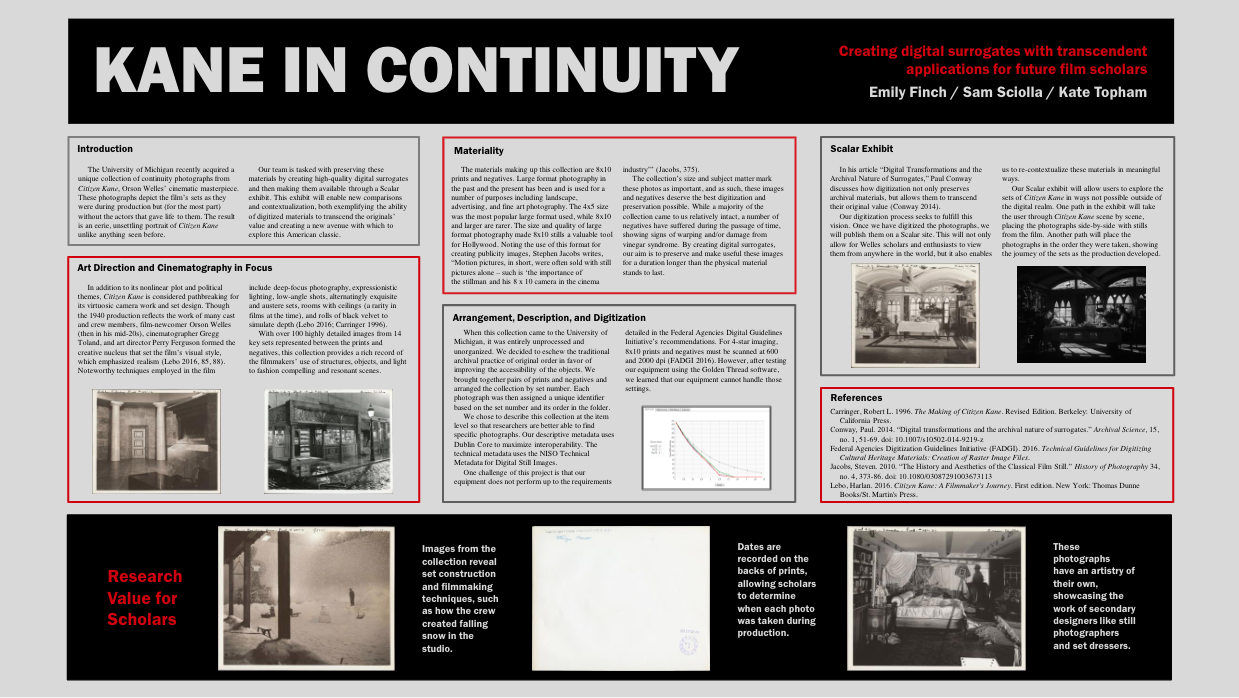 KANE IN CONTINUITY
Creating digital surrogates with transcendent
applications for future film scholars
Emily Finch / Sam Sciolla / Kate Topham
Introduction
The University of Michigan recently acquired a
unique collection of continuity photographs from
Citizen Kane, Orson Welles' cinematic masterpiece.
These photographs depict the film's sets as they
were during production but (for the most part)
without the actors that gave life to them. The result
is an eerie, unsettling portrait of Citizen Kane
unlike anything seen before.
Our team is tasked with preserving these
materials by creating high-quality digital surrogates
and then making them available through a Scalar
exhibit. This exhibit will enable new comparisons
and contextualization, both exemplifying the ability
of digitized materials to transcend the originals'
value and creating a new avenue with which to
explore this American classic.
Art Direction and Cinematography in Focus
In addition to its nonlinear plot and political
themes, Citizen Kane is considered pathbreaking for
its virtuosic camera work and set design. Though
the 1940 production reflects the work of many cast
and crew members, film-newcomer Orson Welles
(then in his mid-20s), cinematographer Gregg
Toland, and art director Perry Ferguson formed the
creative nucleus that set the film's visual style,
which emphasized realism (Lebo 2016, 85, 88).
Noteworthy techniques employed in the film
include deep-focus photography, expressionistic
lighting, low-angle shots, alternatingly exquisite
and austere sets, rooms with ceilings (a rarity in
films at the time), and rolls of black velvet to
simulate depth (Lebo 2016; Carringer 1996).
With over 100 highly detailed images from 14
key sets represented between the prints and
negatives, this collection provides a rich record of
the filmmakers' use of structures, objects, and light
to fashion compelling and resonant scenes.
Materiality
The materials making up this collection are 8x10
prints and negatives. Large format photography in
the past and the present has been and is used for a
number of purposes including landscape,
advertising, and fine art photography. The 4x5 size
was the most popular large format used, while 8x10
and larger are rarer. The size and quality of large
format photography made 8x10 stills a valuable tool
for Hollywood. Noting the use of this format for
creating publicity images, Stephen Jacobs writes,
"Motion pictures, in short, were often sold with still
pictures alone – such is 'the importance of
the stillman and his 8 x 10 camera in the cinema
industry'" (Jacobs, 375).
The collection's size and subject matter mark
these photos as important, and as such, these images
and negatives deserve the best digitization and
preservation possible. While a majority of the
collection came to us relatively intact, a number of
negatives have suffered during the passage of time,
showing signs of warping and/or damage from
vinegar syndrome. By creating digital surrogates,
our aim is to preserve and make useful these images
for a duration longer than the physical material
stands to last.
Arrangement, Description, and Digitization
When this collection came to the University of
Michigan, it was entirely unprocessed and
unorganized. We decided to eschew the traditional
archival practice of original order in favor of
improving the accessibility of the objects. We
brought together pairs of prints and negatives and
arranged the collection by set number. Each
photograph was then assigned a unique identifier
based on the set number and its order in the folder.
We chose to describe this collection at the item
level so that researchers are better able to find
specific photographs. Our descriptive metadata uses
Dublin Core to maximize interoperability. The
technical metadata uses the NISO Technical
Metadata for Digital Still Images.
One challenge of this project is that our
equipment does not perform up to the requirements
detailed in the Federal Agencies Digital Guidelines
Initiative's recommendations. For 4-star imaging,
8x10 prints and negatives must be scanned at 600
and 2000 dpi (FADGI 2016). However, after testing
our equipment using the Golden Thread software,
we learned that our equipment cannot handle those
settings.
Scalar Exhibit
In his article "Digital Transformations and the
Archival Nature of Surrogates," Paul Conway
discusses how digitization not only preserves
archival materials, but allows them to transcend
their original value (Conway 2014).
Our digitization process seeks to fulfill this
vision. Once we have digitized the photographs, we
will publish them on a Scalar site. This will not only
allow for Welles scholars and enthusiasts to view
them from anywhere in the world, but it also enables
us to re-contextualize these materials in meaningful
ways.
Our Scalar exhibit will allow users to explore the
sets of Citizen Kane in ways not possible outside of
the digital realm. One path in the exhibit will take
the user through Citizen Kane scene by scene,
placing the photographs side-by-side with stills
from the film. Another path will place the
photographs in the order they were taken, showing
the journey of the sets as the production developed.
References
Carringer, Robert L. 1996. The Making of Citizen Kane. Revised Edition. Berkeley: University of
California Press.
Conway, Paul. 2014. "Digital transformations and the archival nature of surrogates." Archival Science, 15,
no. 1, 51-69. doi: 10.1007/s10502-014-9219-z
Federal Agencies Digitization Guidelines Initiative (FADGI). 2016. Technical Guidelines for Digitizing
Cultural Heritage Materials: Creation of Raster Image Files.
Jacobs, Steven. 2010. "The History and Aesthetics of the Classical Film Still." History of Photography 34,
no. 4, 373-86. doi: 10.1080/03087291003673113
Lebo, Harlan. 2016. Citizen Kane: A Filmmaker's Journey. First edition. New York: Thomas Dunne
Books/St. Martin's Press.
Research
Value for
Scholars
Images from the
collection reveal
set construction
and filmmaking
techniques, such
as how the crew
created falling
snow in the
studio.
Dates are
recorded on the
backs of prints,
allowing scholars
to determine
when each photo
was taken during
production.
These
photographs
have an artistry of
their own,
showcasing the
work of secondary
designers like still
photographers
and set dressers.